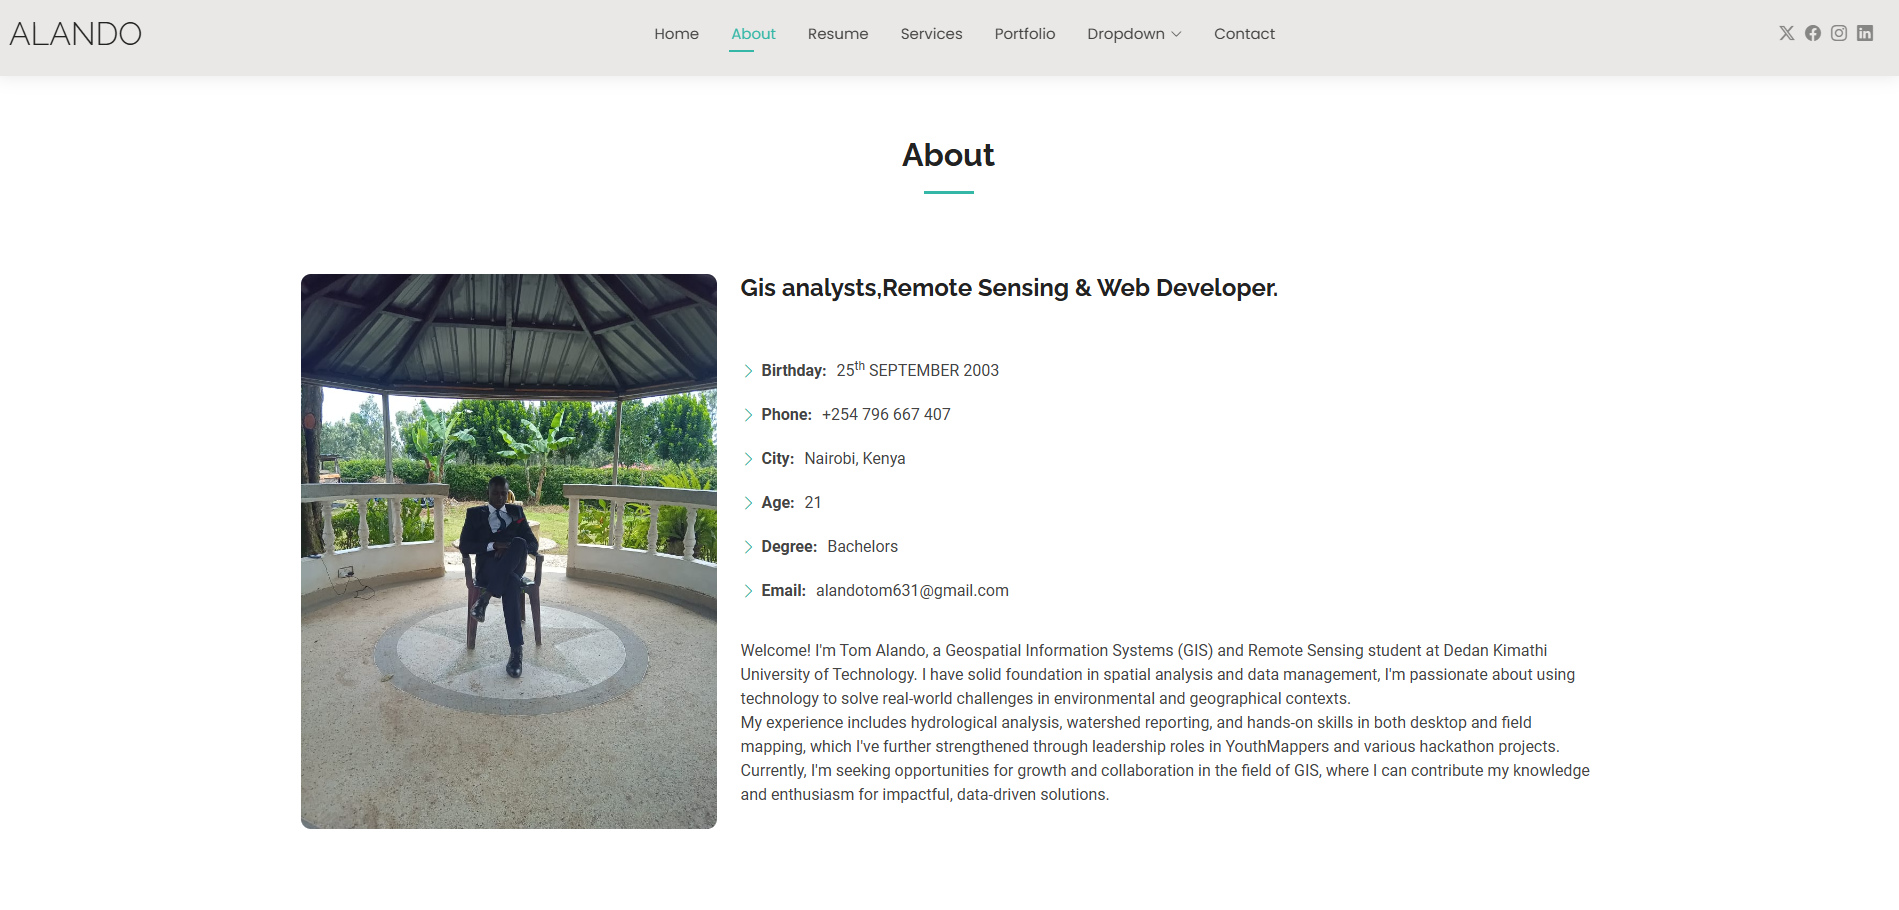 ALANDO
Home About Resume Services Portfolio Dropdown Contact
About
Gis analysts,Remote Sensing & Web Developer.
Birthday: 25th SEPTEMBER 2003
Phone: +254 796 667 407
City: Nairobi, Kenya
Age: 21
Degree: Bachelors
Email: alandotom631@gmail.com
Welcome! I'm Tom Alando, a Geospatial Information Systems (GIS) and Remote Sensing student at Dedan Kimathi
University of Technology. I have solid foundation in spatial analysis and data management, I'm passionate about using
technology to solve real-world challenges in environmental and geographical contexts.
My experience includes hydrological analysis, watershed reporting, and hands-on skills in both desktop and field
mapping, which I've further strengthened through leadership roles in YouthMappers and various hackathon projects.
Currently, I'm seeking opportunities for growth and collaboration in the field of GIS, where I can contribute my knowledge
and enthusiasm for impactful, data-driven solutions.